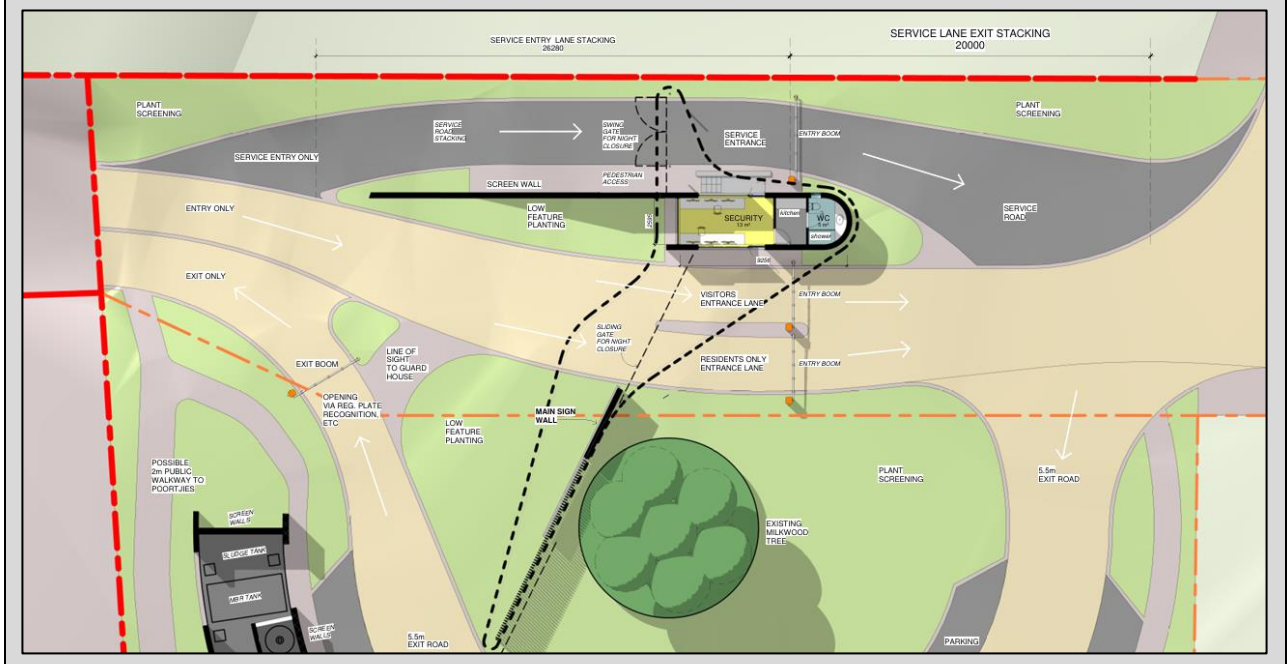 SERVICE ENTRY LANE STACKING
26280
SERVICE LANE EXIT STACKING
20000
PLANT
SCREENING
SERVICE
ROAD
STACKING
SWING
GATE
FOR NIGHT
CLOSURE
SERVICE
ENTRANCE
ENTRY BOOM
PLANT
SCREENING
SERVICE ENTRY ONLY
PEDESTRIAN
ACCESS
SCREEN WALL
ENTRY ONLY
LOW
FEATURE
PLANTING
SECURITY
13 m²
kitchen
WC
shower
SERVICE
ROAD
EXIT ONLY
VISITORS
ENTRANCE LANE
ENTRY BOOM
SLIDING
GATE
FOR NIGHT
CLOSURE
RESIDENTS ONLY
ENTRANCE LANE
ENTRY BOOM
EXIT BOOM
LINE OF
SIGHT
TO GUARD
HOUSE
OPENING
VIA REG. PLATE
RECOGNITION,
ETC
MAIN SIGN
WALL
LOW
FEATURE
PLANTING
POSSIBLE
2m PUBLIC
WALKWAY TO
POORTJIES
PLANT
SCREENING
5.5m
EXIT ROAD
SCREEN
WALLS
SLUDGE TANK
MBR TANK
SCREEN
WALLS
EXISTING
MILKWOOD
TREE
5.5m
EXIT ROAD
PARKING